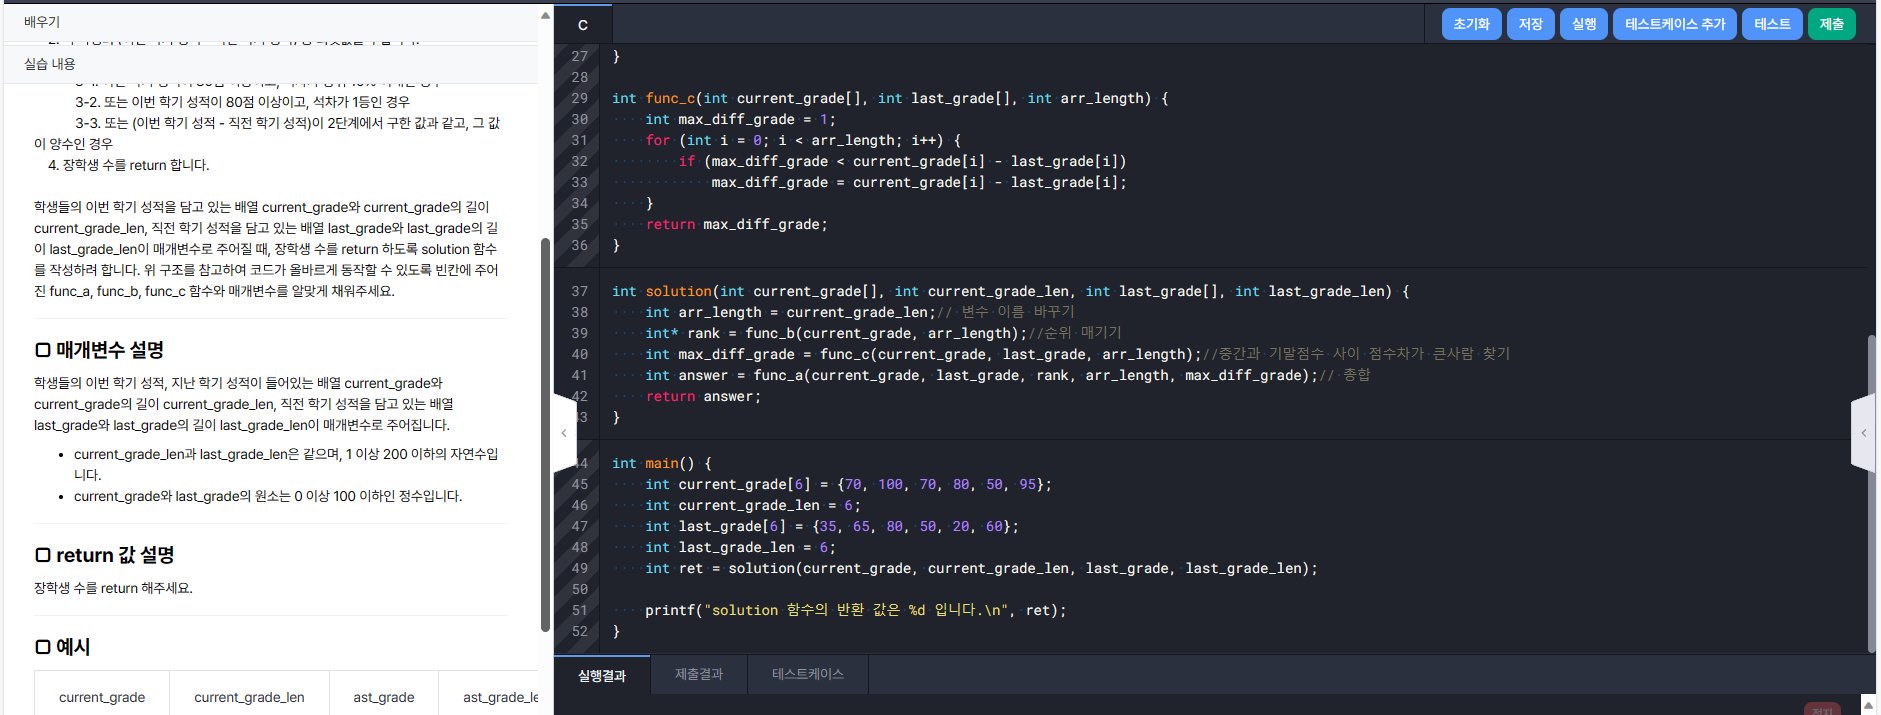 배우기
실습 내용
3-2. 또는 이번 학기 성적이 80점 이상이고, 석차가 1등인 경우
3-3. 또는 (이번 학기 성적 - 직전 학기 성적)이 2단계에서 구한 값과 같고, 그 값
이 양수인 경우
4. 장학생 수를 return 합니다.
학생들의 이번 학기 성적을 담고 있는 배열 current_grade와 current_grade의 길이
current_grade_len, 직전 학기 성적을 담고 있는 배열 last_grade와 last_grade의 길
이 last_grade_len이 매개변수로 주어질 때, 장학생 수를 return 하도록 solution 함수
를 작성하려 합니다. 위 구조를 참고하여 코드가 올바르게 동작할 수 있도록 빈칸에 주어
진 func_a, func_b, func_c 함수와 매개변수를 알맞게 채워주세요.
매개변수 설명
학생들의 이번 학기 성적, 지난 학기 성적이 들어있는 배열 current_grade와
current_grade의 길이 current_grade_len, 직전 학기 성적을 담고 있는 배열
last_grade와 last_grade의 길이 last_grade_len이 매개변수로 주어집니다.
• current_grade_len과 last_grade_len은 같으며, 1 이상 200 이하의 자연수입
니다.
• current_grade와 last_grade의 원소는 0 이상 100 이하인 정수입니다.
return 값 설명
장학생 수를 return 해주세요.
예시
current_grade current_grade_len ast_grade ast_grade_le
C
초기화 저장 실행 테스트케이스 추가 테스트 제출
27 }
28
29 int func_c(int current_grade[], int last_grade[], int arr_length) {
30 int max_diff_grade = 1;
31 for (int i = 0; i < arr_length; i++) {
32 if (max_diff_grade < current_grade[i] - last_grade[i])
33 max_diff_grade = current_grade[i] - last_grade[i];
34 }
35 return max_diff_grade;
36 }
37 int solution(int current_grade[], int current_grade_len, int last_grade[], int last_grade_len) {
38 int arr_length = current_grade_len;// 변수 이름 바꾸기
39 int* rank = func_b(current_grade, arr_length);//순위 매기기
40 int max_diff_grade = func_c(current_grade, last_grade, arr_length);//중간과 기말점수 사이 점수차가 큰사람 찾기
41 int answer = func_a(current_grade, last_grade, rank, arr_length, max_diff_grade);// 총합
42 return answer;
43 }
44 int main() {
45 int current_grade[6] = {70, 100, 70, 80, 50, 95};
46 int current_grade_len = 6;
47 int last_grade[6] = {35, 65, 80, 50, 20, 60};
48 int last_grade_len = 6;
49 int ret = solution(current_grade, current_grade_len, last_grade, last_grade_len);
50
51 printf("solution 함수의 반환 값은 %d 입니다.\n", ret);
52 }
실행결과 제출결과 테스트케이스